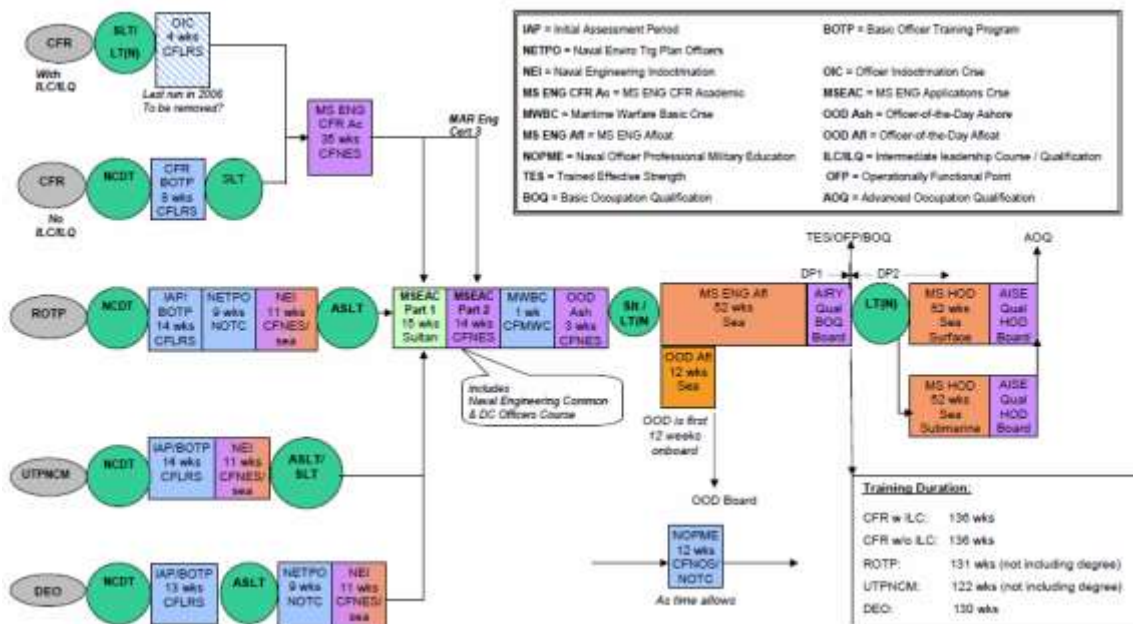 CFR
With
ILC/ILQ
SLT/
LT(N)
OIC
4 wks
CFLRS
Last run in 2006
To be removed?
MS ENG
CFR Ac
35 wks
CFNES
MAR Eng
Cert 3
CFR
No
ILC/ILQ
NCDT
CFR
BOTP
8 wks
CFLRS
SLT
IAP = Initial Assessment Period
BOTP = Basic Officer Training Program
NETPO = Naval Enviro Trg Plan Officers
NEI = Naval Engineering Indoctrination
OIC = Officer Indoctrination Crse
MS ENG CFR Ac = MS ENG CFR Academic
MSEAC = MS ENG Applications Crse
MWBC = Maritime Warfare Basic Crse
OOD Ash = Officer-of-the-Day Ashore
MS ENG Afl = MS ENG Afloat
OOD Afl = Officer-of-the-Day Afloat
NOPME = Naval Officer Professional Military Education
ILC/ILQ = Intermediate leadership Course / Qualification
TES = Trained Effective Strength
OFP = Operationally Functional Point
BOQ = Basic Occupation Qualification
AOQ = Advanced Occupation Qualification
TES/OFP/BOQ
AOQ
DP1
DP2
ROTP
NCDT
IAP/
BOTP
14 wks
CFLRS
NETPO
9 wks
NOTC
NEI
11 wks
CFNES/
sea
ASLT
MSEAC
Part 1
15 wks
Sultan
MSEAC
Part 2
14 wks
CFNES
MWBC
1 wk
CFMWC
OOD
Ash
3 wks
CFNES
Slt /
LT(N
MS ENG Afl
52 wks
Sea
AIRY
Qual
BOQ
Board
LT(N)
MS HOD
52 wks
Sea
Surface
AISE
Qual
HOD
Board
OOD Afl
12 wks
Sea
Includes
Naval Engineering Common
& DC Officers Course
OOD is first
12 weeks
onboard
OOD Board
MS HOD
52 wks
Sea
Submarine
AISE
Qual
HOD
Board
UTPNCM
NCDT
IAP/BOTP
14 wks
CFLRS
NEI
11 wks
CFNES/
sea
ASLT/
SLT
DEO
NCDT
IAP/BOTP
13 wks
CFLRS
ASLT
NETPO
9 wks
NOTC
NEI
11 wks
CFNES/
sea
NOPME
12 wks
CFNOS/
NOTC
As time allows
Training Duration:
CFR w ILC: 136 wks
CFR w/o ILC: 136 wks
ROTP: 131 wks (not including degree)
UTPNCM: 122 wks (not including degree)
DEO: 130 wks